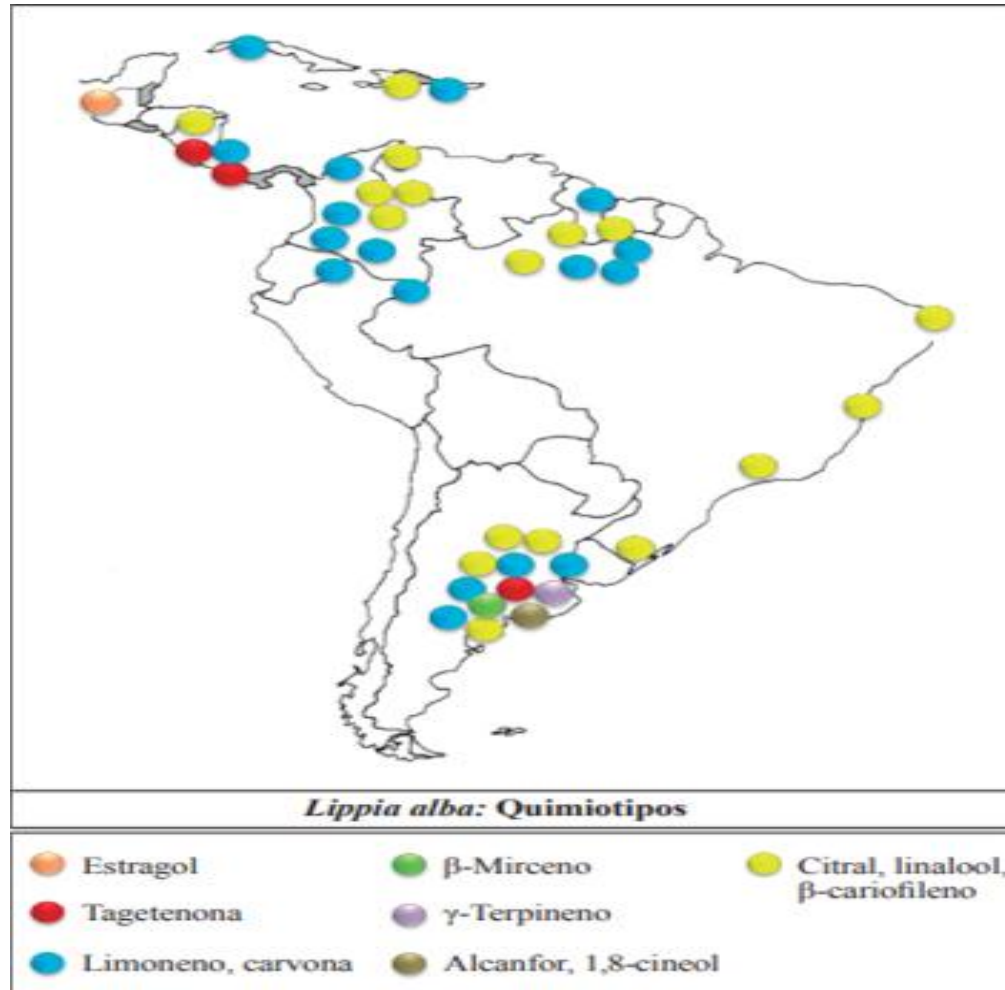 Lippia alba: Quimiotipos
Estragol
Tagetenona
Limoneno, carvona
β-Mirceno
γ-Terpineno
Alcanfor, 1,8-cineol
Citral, linalool,
β-cariofileno